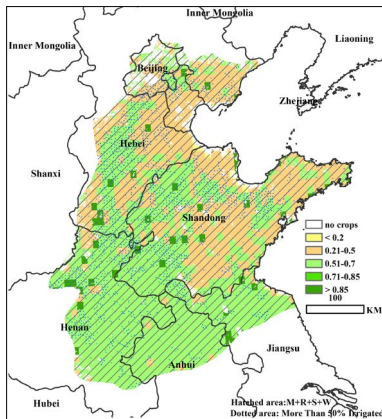 Inner Mongolia
Inner Mongolia
Liaoning
Beijing
Zhejiang
Hebei
Shanxi
Shandong
no crops
< 0.2
0.21-0.5
0.51-0.7
0.71-0.85
> 0.85
100
KM
Henan
Jiangsu
Anhui
Hubei
Hatched area:M+R+S+W
Dotted area: More Than 50% Irrigated